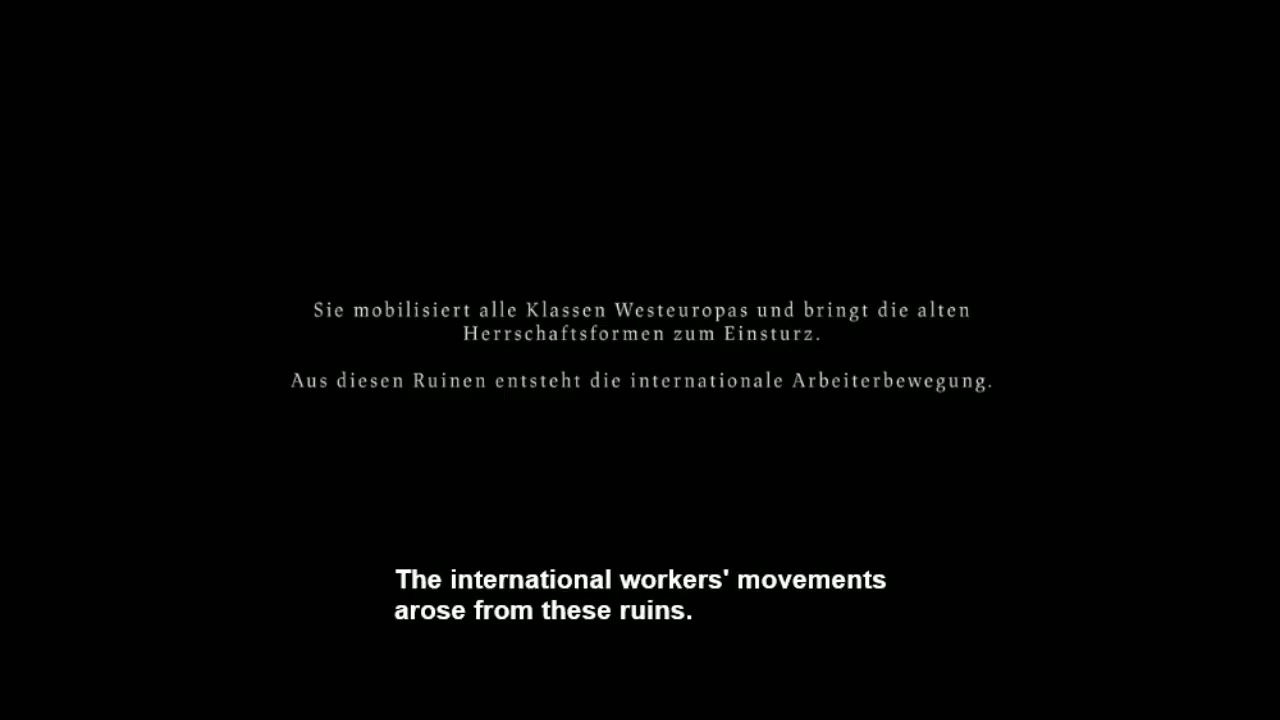 Sie mobilisiert alle Klassen Westeuropas und bringt die alten
Herrschaftsformen zum Einsturz.
Aus diesen Ruinen entsteht die internationale Arbeiterbewegung.
The international workers' movements
arose from these ruins.